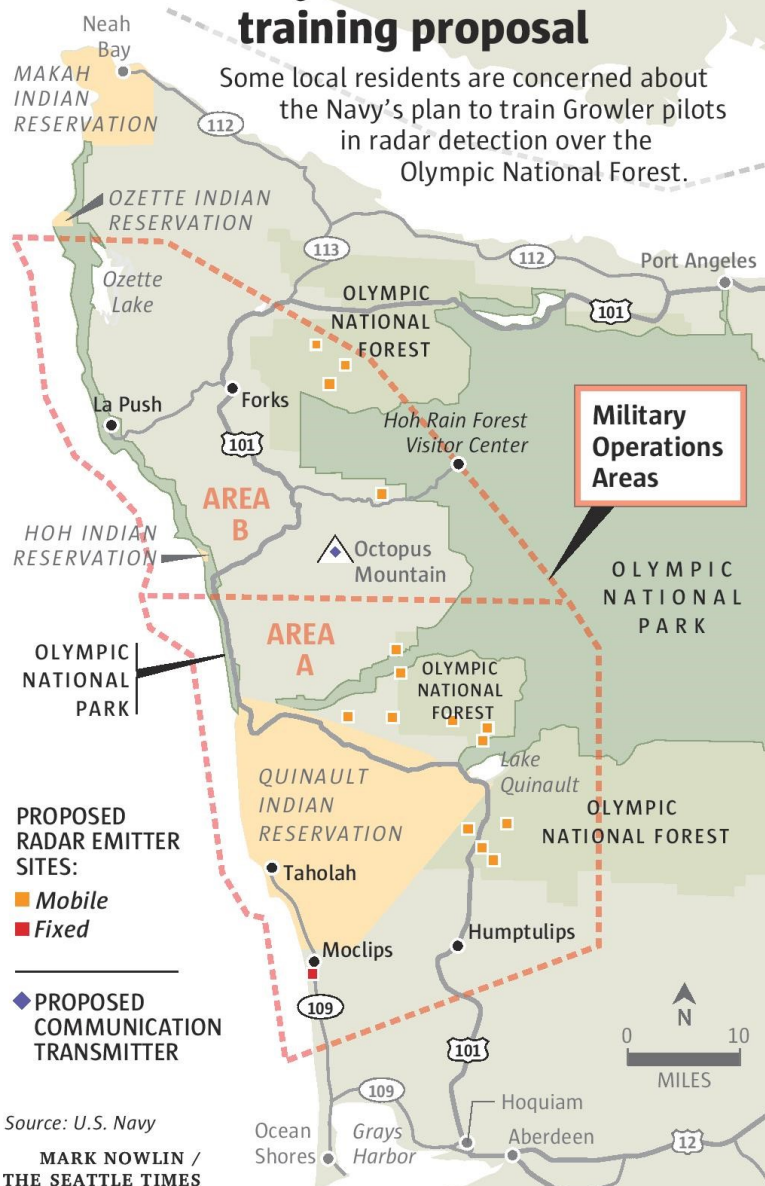 training proposal
Some local residents are concerned about
the Navy’s plan to train Growler pilots
in radar detection over the
Olympic National Forest.
Neah
Bay
MAKAH
INDIAN
RESERVATION
112
OZETTE INDIAN
RESERVATION
113
112
Port Angeles
Ozette
Lake
OLYMPIC
NATIONAL
FOREST
101
La Push
Forks
Hoh Rain Forest
Visitor Center
Military
Operations
Areas
101
AREA
B
HOH INDIAN
RESERVATION
Octopus
Mountain
OLYMPIC
NATIONAL
PARK
AREA
A
OLYMPIC
NATIONAL
PARK
OLYMPIC
NATIONAL
FOREST
Lake
Quinault
QUINAULT
INDIAN
RESERVATION
OLYMPIC
NATIONAL FOREST
PROPOSED
RADAR EMITTER
SITES:
Mobile
Fixed
Taholah
Moclips
Humptulips
109
PROPOSED
COMMUNICATION
TRANSMITTER
N
0 10
MILES
101
109
Hoquiam
Source: U.S. Navy
Ocean
Shores
Grays
Harbor
Aberdeen
12
MARK NOWLIN /
THE SEATTLE TIMES